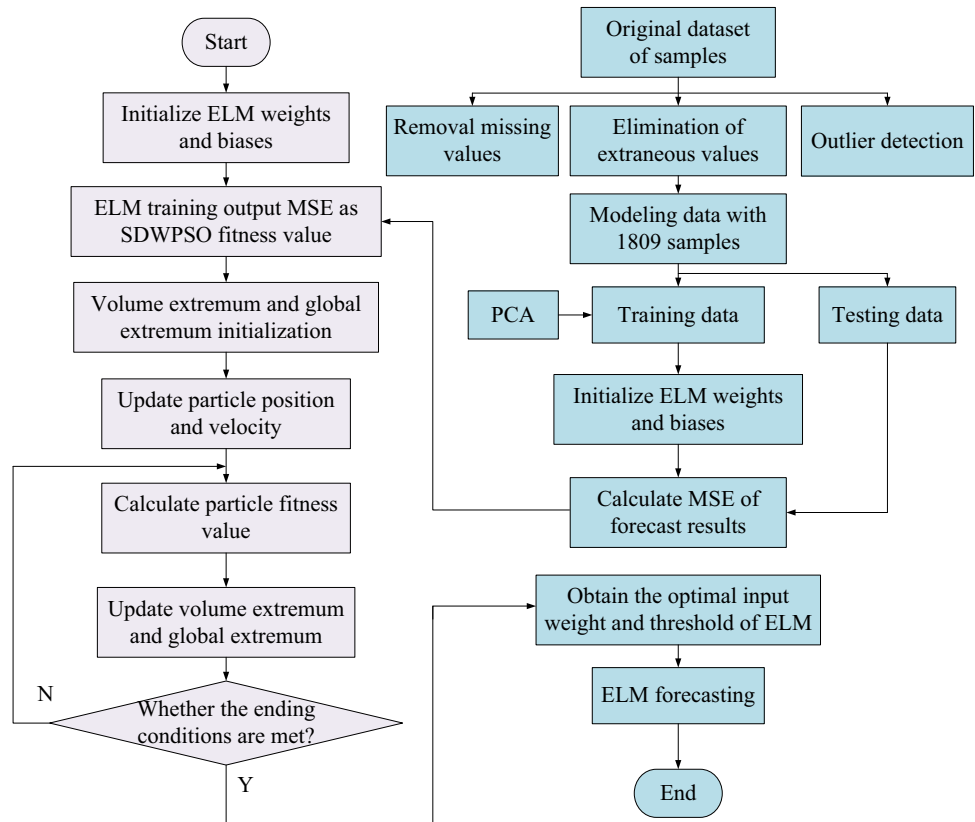 Start
Initialize ELM weights
and biases
ELM training output MSE as
SDWPSO fitness value
Volume extremum and global
extremum initialization
Update particle position
and velocity
Calculate particle fitness
value
Update volume extremum
and global extremum
N
Whether the ending
conditions are met?
Y
Original dataset
of samples
Removal missing
values
Elimination of
extraneous values
Outlier detection
Modeling data with
1809 samples
PCA
Training data
Testing data
Initialize ELM weights
and biases
Calculate MSE of
forecast results
Obtain the optimal input
weight and threshold of ELM
ELM forecasting
End